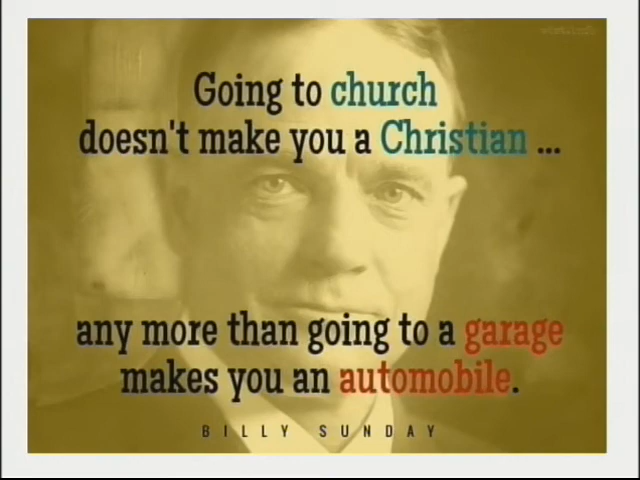 Going to church
doesn't make you a Christian ...
any more than going to a garage
makes you an automobile.
BILLY SUNDAY